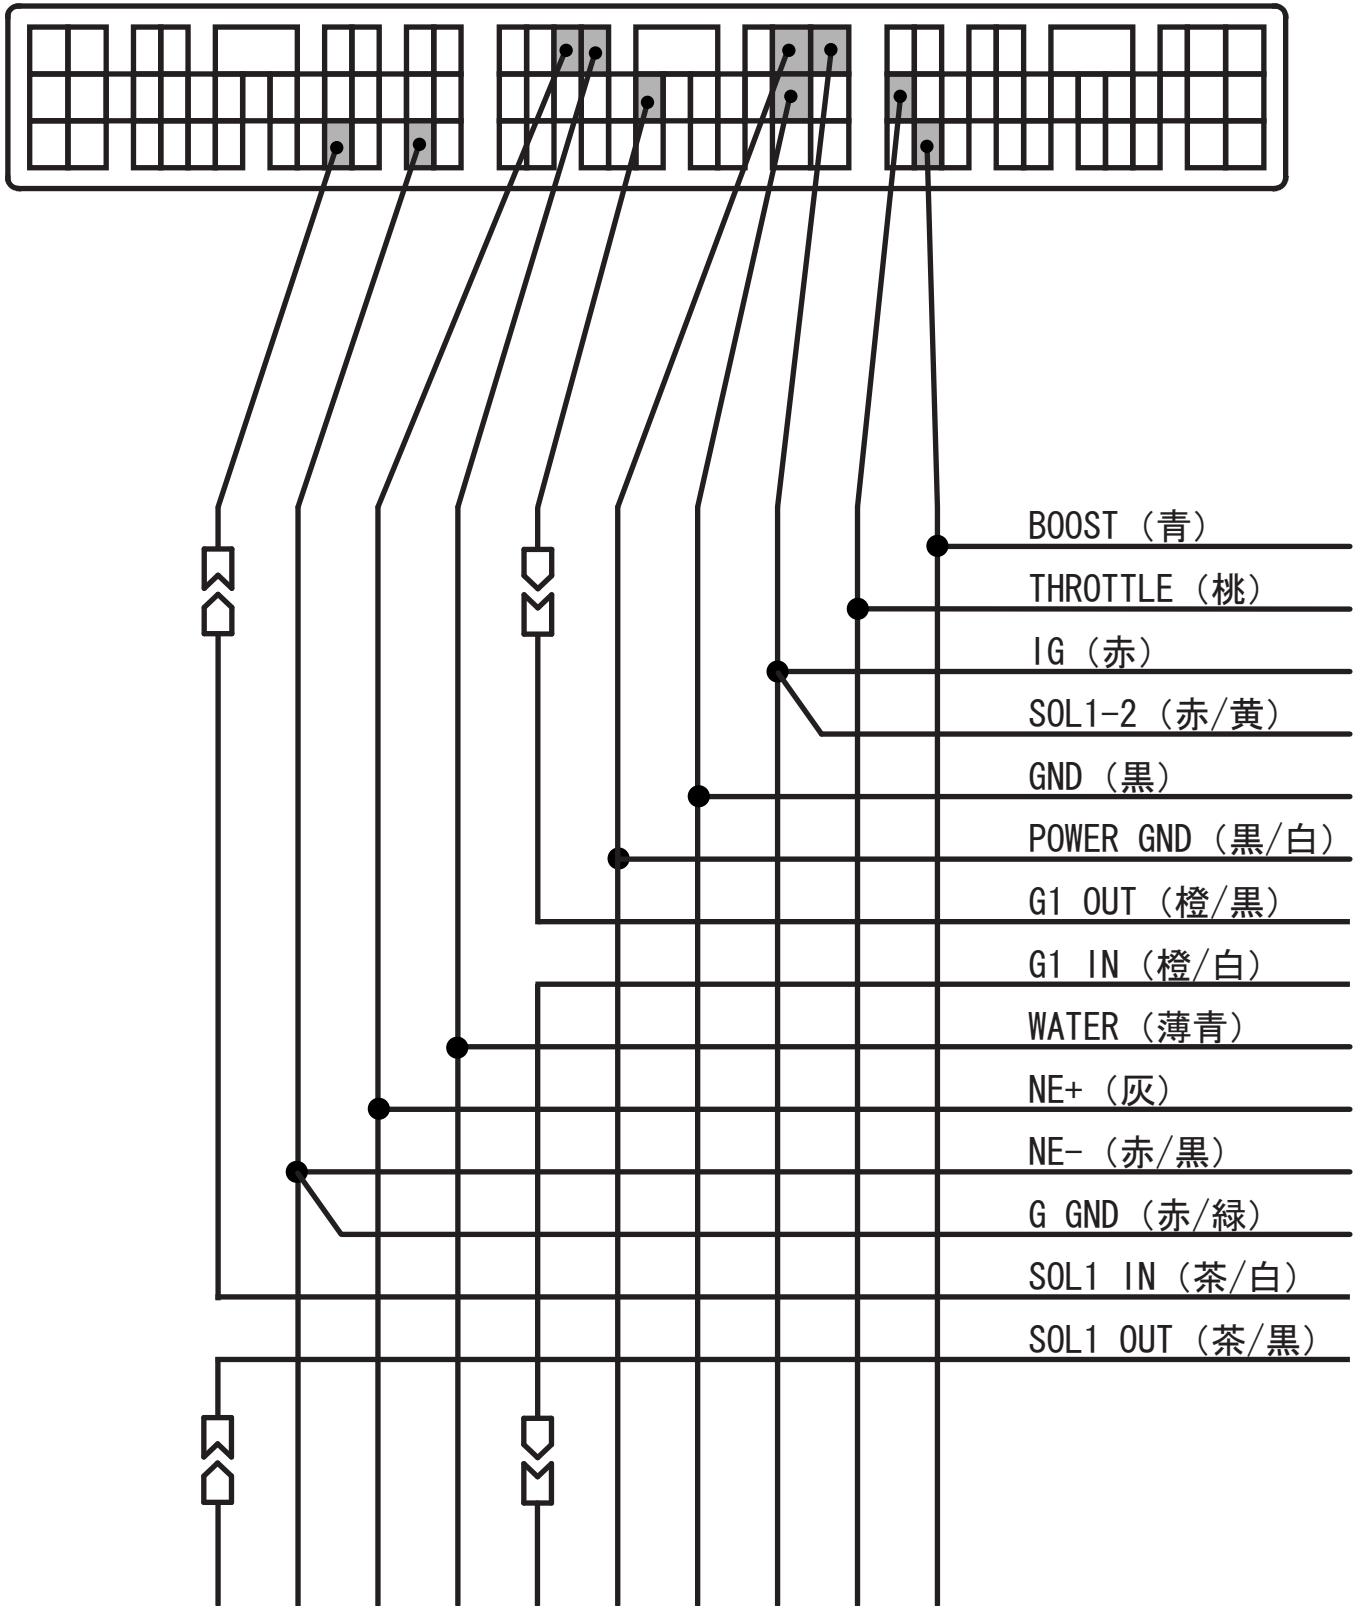 BOOST (青)
THROTTLE (桃)
IG (赤)
SOL1-2 (赤/黄)
GND (黒)
POWER GND (黒/白)
G1 OUT (橙/黒)
G1 IN (橙/白)
WATER (薄青)
NE+ (灰)
NE- (赤/黒)
G GND (赤/緑)
SOL1 IN (茶/白)
SOL1 OUT (茶/黒)